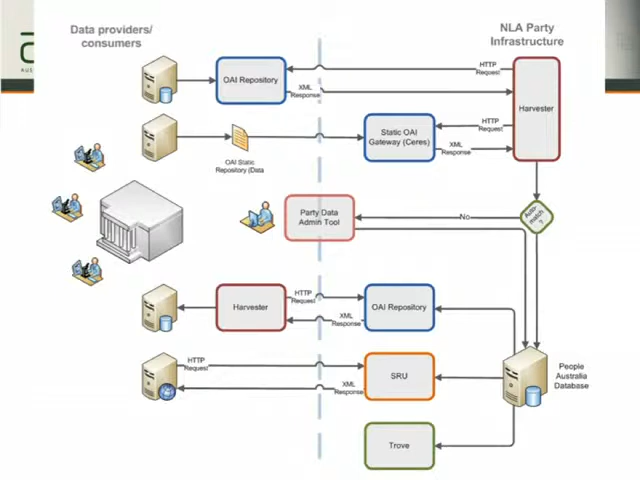 Data providers/
consumers
NLA Party
Infrastructure
OAI Repository
HTTP
Request
XML
Response
Harvester
OAI Static
Repository (Data
Static OAI
Gateway (Ceres)
HTTP
Request
XML
Response
Party Data
Admin Tool
No
Auto-
match
?
Harvester
HTTP
Request
XML
Response
OAI Repository
HTTP
Request
XML
Response
SRU
People
Australia
Database
Trove